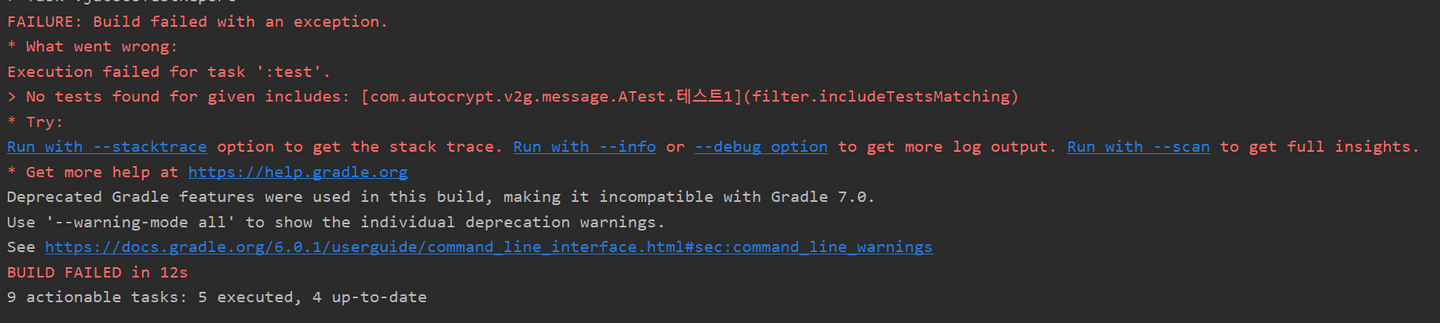 FAILURE: Build failed with an exception.
* What went wrong:
Execution failed for task ':test'.
> No tests found for given includes: [com.autocrypt.v2g.message.ATest.테스트1](filter.includeTestsMatching)
* Try:
Run with --stacktrace option to get the stack trace. Run with --info or --debug option to get more log output. Run with --scan to get full insights.
* Get more help at https://help.gradle.org
Deprecated Gradle features were used in this build, making it incompatible with Gradle 7.0.
Use '--warning-mode all' to show the individual deprecation warnings.
See https://docs.gradle.org/6.0.1/userguide/command_line_interface.html#sec:command_line_warnings
BUILD FAILED in 12s
9 actionable tasks: 5 executed, 4 up-to-date